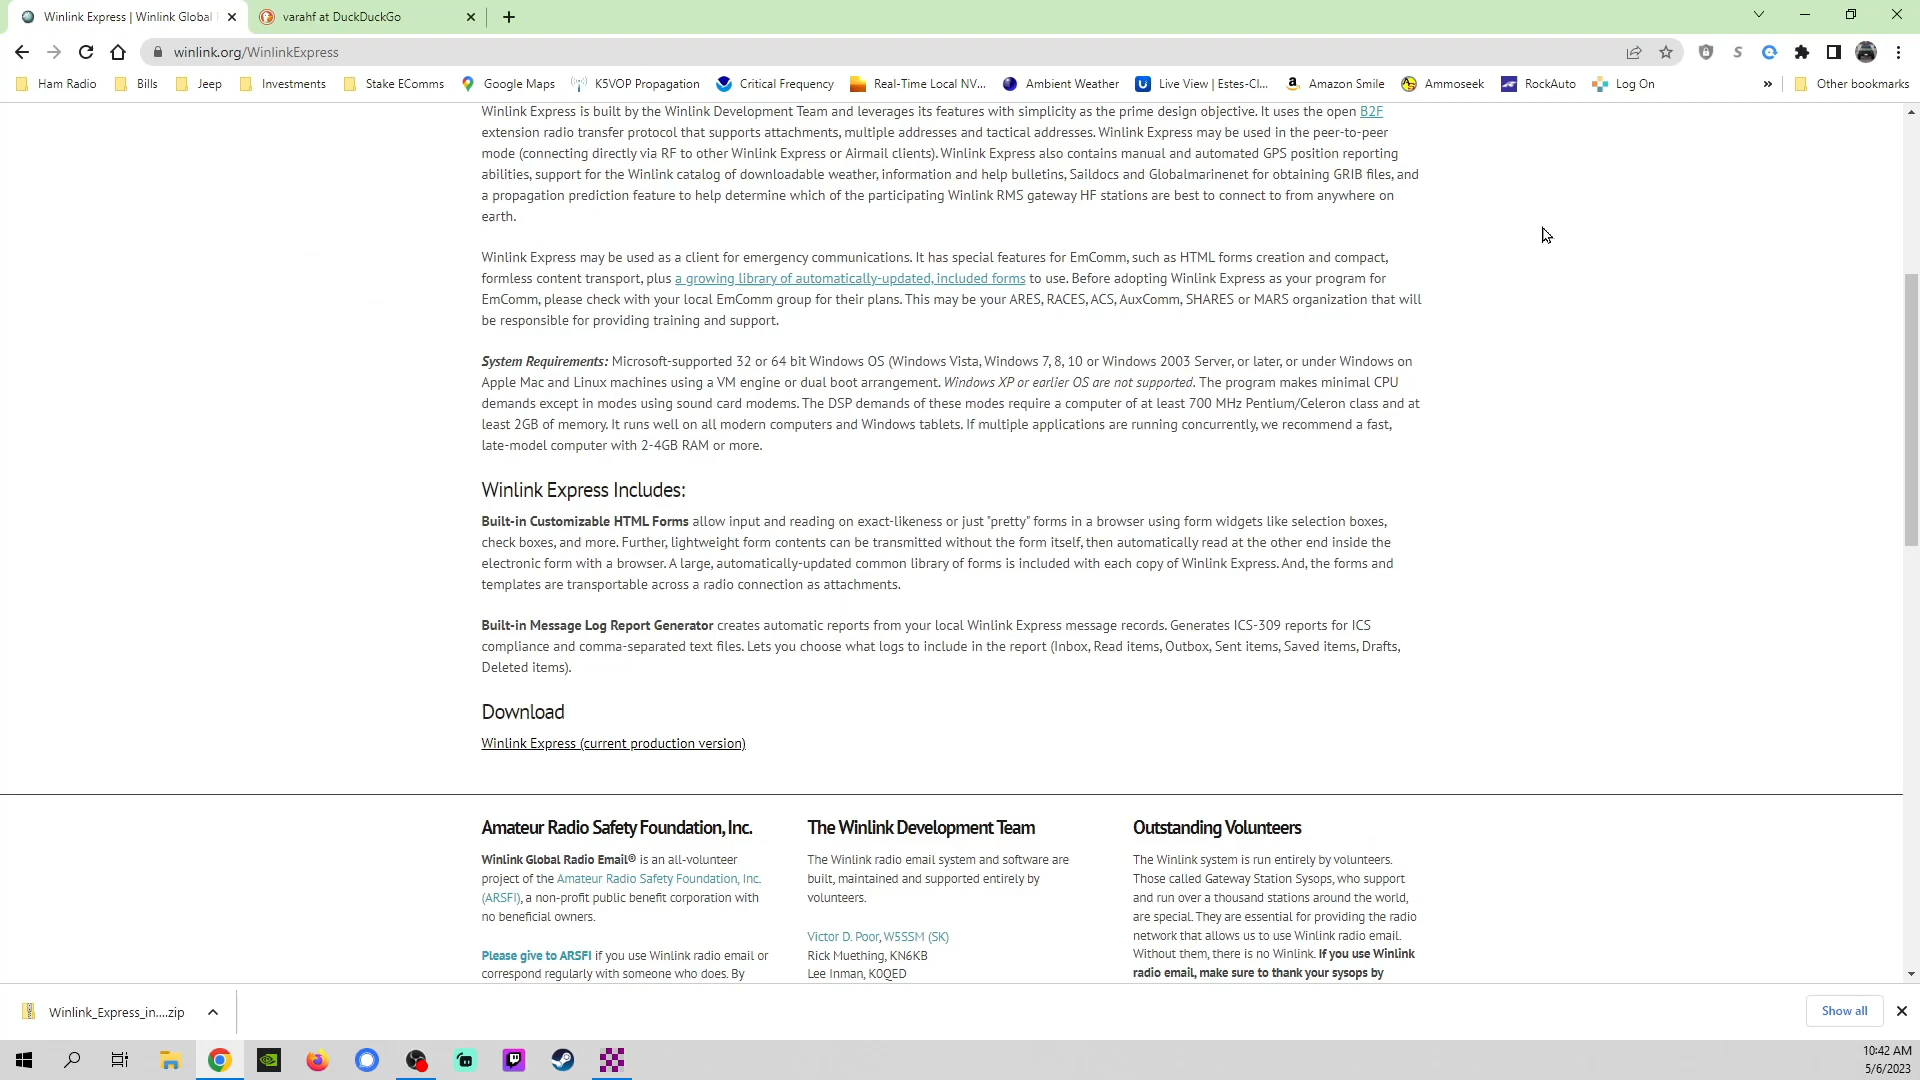 Winlink Express | Winlink Global
varahf at DuckDuckGo
winlink.org/WinlinkExpress
Ham Radio
Bills
Jeep
Investments
Stake EComms
Google Maps
K5VOP Propagation
Critical Frequency
Real-Time Local NV...
Ambient Weather
Live View | Estes-Cl...
Amazon Smile
Ammoseek
RockAuto
Log On
»
Other bookmarks
Winlink Express is built by the Winlink Development Team and leverages its features with simplicity as the prime design objective. It uses the open B2F
extension radio transfer protocol that supports attachments, multiple addresses and tactical addresses. Winlink Express may be used in the peer-to-peer
mode (connecting directly via RF to other Winlink Express or Airmail clients). Winlink Express also contains manual and automated GPS position reporting
abilities, support for the Winlink catalog of downloadable weather, information and help bulletins, Saildocs and Globalmarinenet for obtaining GRIB files, and
a propagation prediction feature to help determine which of the participating Winlink RMS gateway HF stations are best to connect to from anywhere on
earth.
Winlink Express may be used as a client for emergency communications. It has special features for EmComm, such as HTML forms creation and compact,
formless content transport, plus a growing library of automatically-updated, included forms to use. Before adopting Winlink Express as your program for
EmComm, please check with your local EmComm group for their plans. This may be your ARES, RACES, ACS, AuxComm, SHARES or MARS organization that will
be responsible for providing training and support.
System Requirements: Microsoft-supported 32 or 64 bit Windows OS (Windows Vista, Windows 7, 8, 10 or Windows 2003 Server, or later, or under Windows on
Apple Mac and Linux machines using a VM engine or dual boot arrangement. Windows XP or earlier OS are not supported. The program makes minimal CPU
demands except in modes using sound card modems. The DSP demands of these modes require a computer of at least 700 MHz Pentium/Celeron class and at
least 2GB of memory. It runs well on all modern computers and Windows tablets. If multiple applications are running concurrently, we recommend a fast,
late-model computer with 2-4GB RAM or more.
Winlink Express Includes:
Built-in Customizable HTML Forms allow input and reading on exact-likeness or just "pretty" forms in a browser using form widgets like selection boxes,
check boxes, and more. Further, lightweight form contents can be transmitted without the form itself, then automatically read at the other end inside the
electronic form with a browser. A large, automatically-updated common library of forms is included with each copy of Winlink Express. And, the forms and
templates are transportable across a radio connection as attachments.
Built-in Message Log Report Generator creates automatic reports from your local Winlink Express message records. Generates ICS-309 reports for ICS
compliance and comma-separated text files. Lets you choose what logs to include in the report (Inbox, Read items, Outbox, Sent items, Saved items, Drafts,
Deleted items).
Download
Winlink Express (current production version)
Amateur Radio Safety Foundation, Inc.
Winlink Global Radio Email® is an all-volunteer
project of the Amateur Radio Safety Foundation, Inc.
(ARSFI), a non-profit public benefit corporation with
no beneficial owners.
Please give to ARSFI if you use Winlink radio email or
correspond regularly with someone who does. By
The Winlink Development Team
The Winlink radio email system and software are
built, maintained and supported entirely by
volunteers.
Victor D. Poor, W5SSM (SK)
Rick Muething, KN6KB
Lee Inman, K0QED
Outstanding Volunteers
The Winlink system is run entirely by volunteers.
Those called Gateway Station Sysops, who support
and run over a thousand stations around the world,
are special. They are essential for providing the radio
network that allows us to use Winlink radio email.
Without them, there is no Winlink. If you use Winlink
radio email, make sure to thank your sysops by
Winlink_Express_in....zip
Show all
10:42 AM
5/6/2023